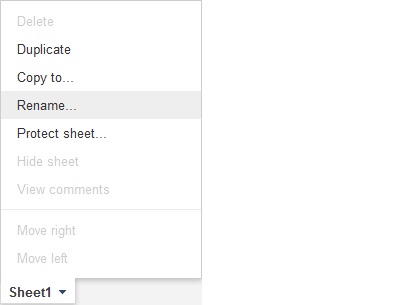 Delete
Duplicate
Copy to...
Rename...
Protect sheet...
Hide sheet
View comments
Move right
Move left
Sheet1